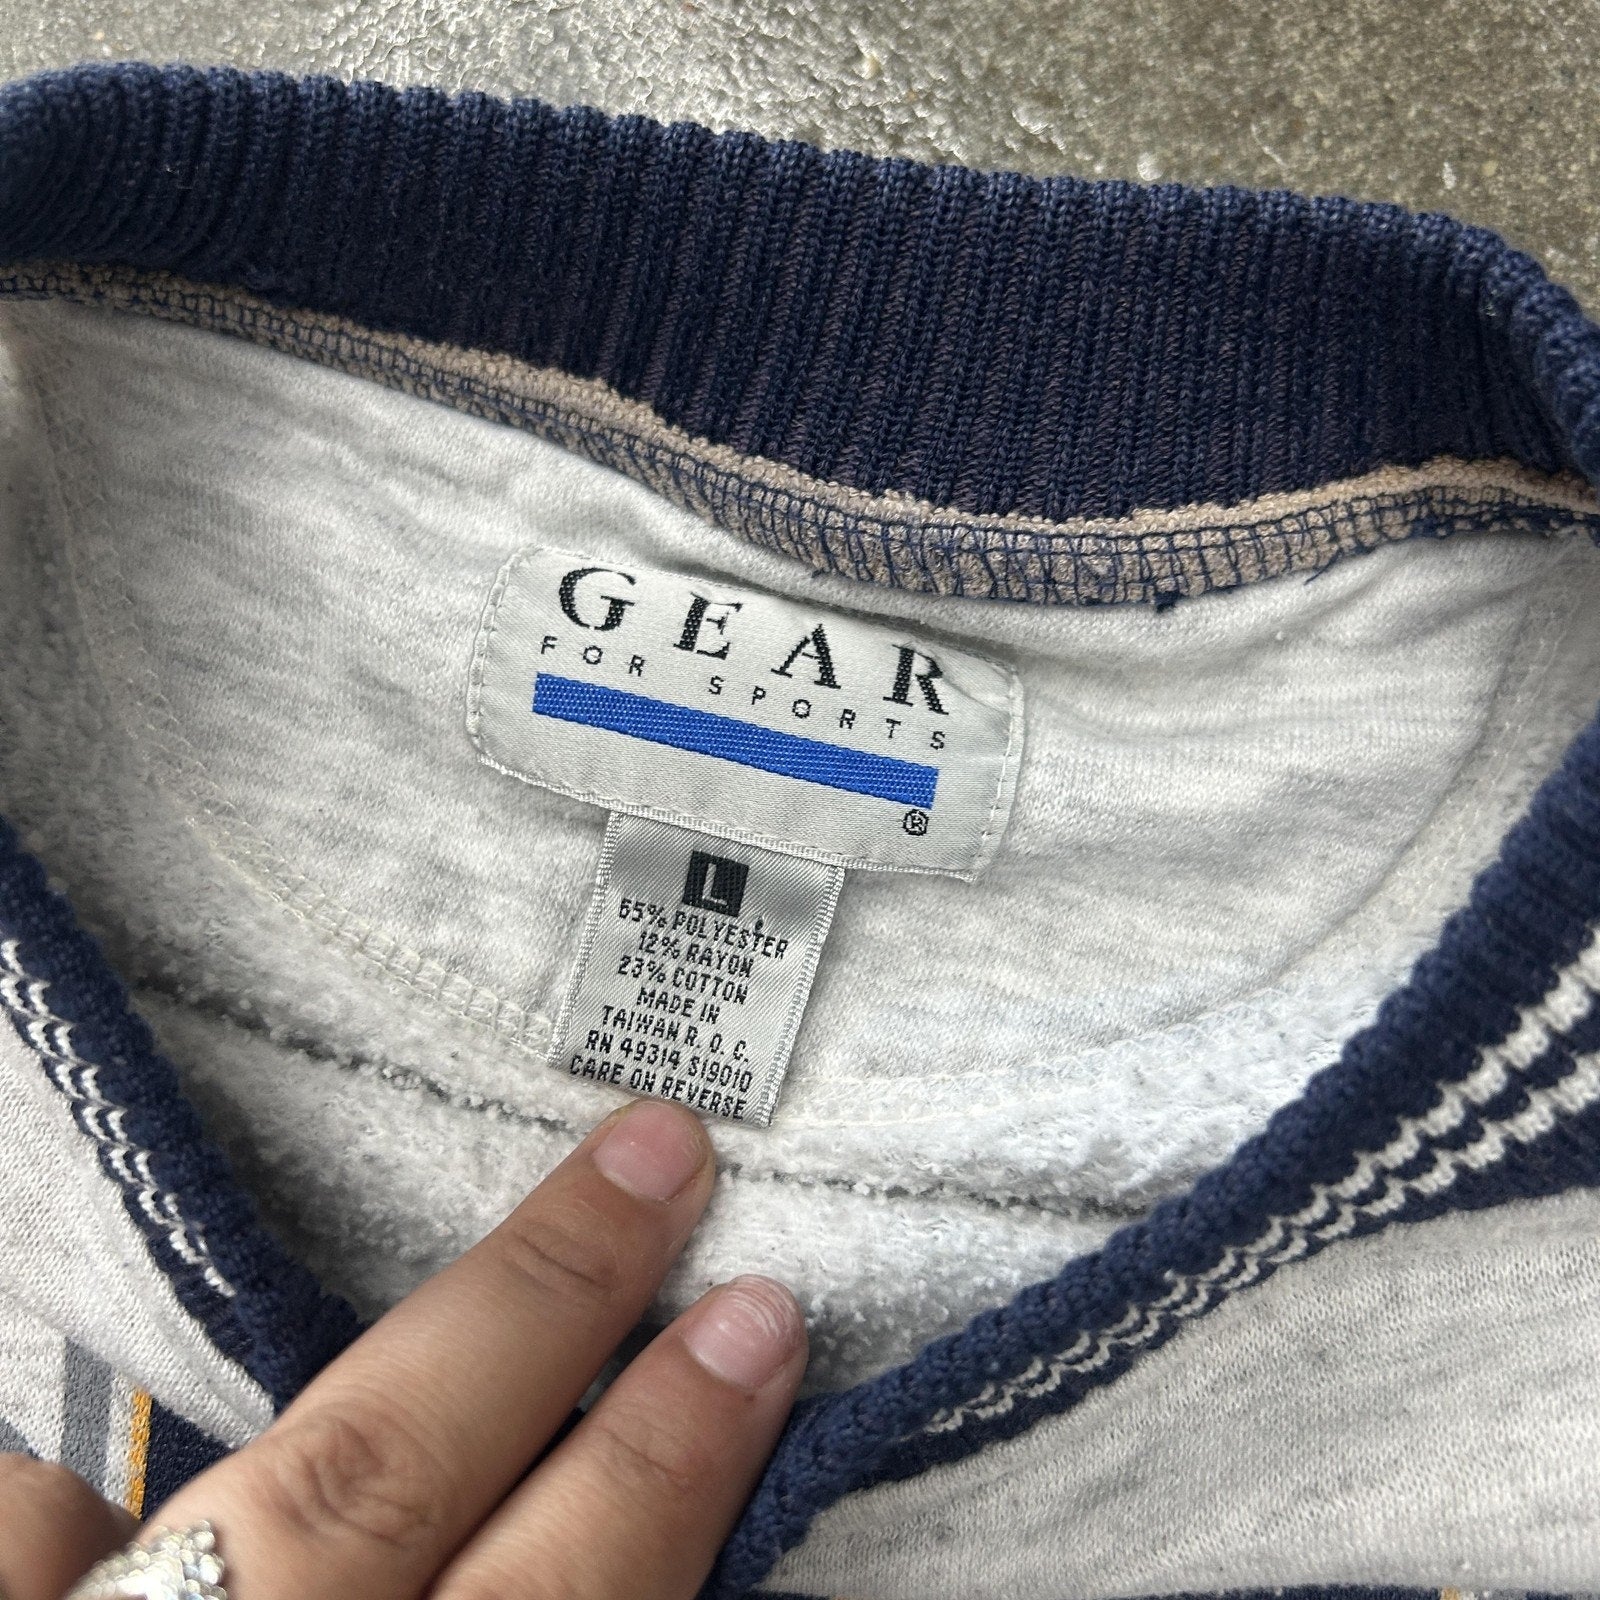 GEAR
FOR SPORTS
®
L
65% POLYESTER
12% RAYON
23% COTTON
MADE IN
TAIWAN R.O.C.
RN 49314 S19010
CARE ON REVERSE